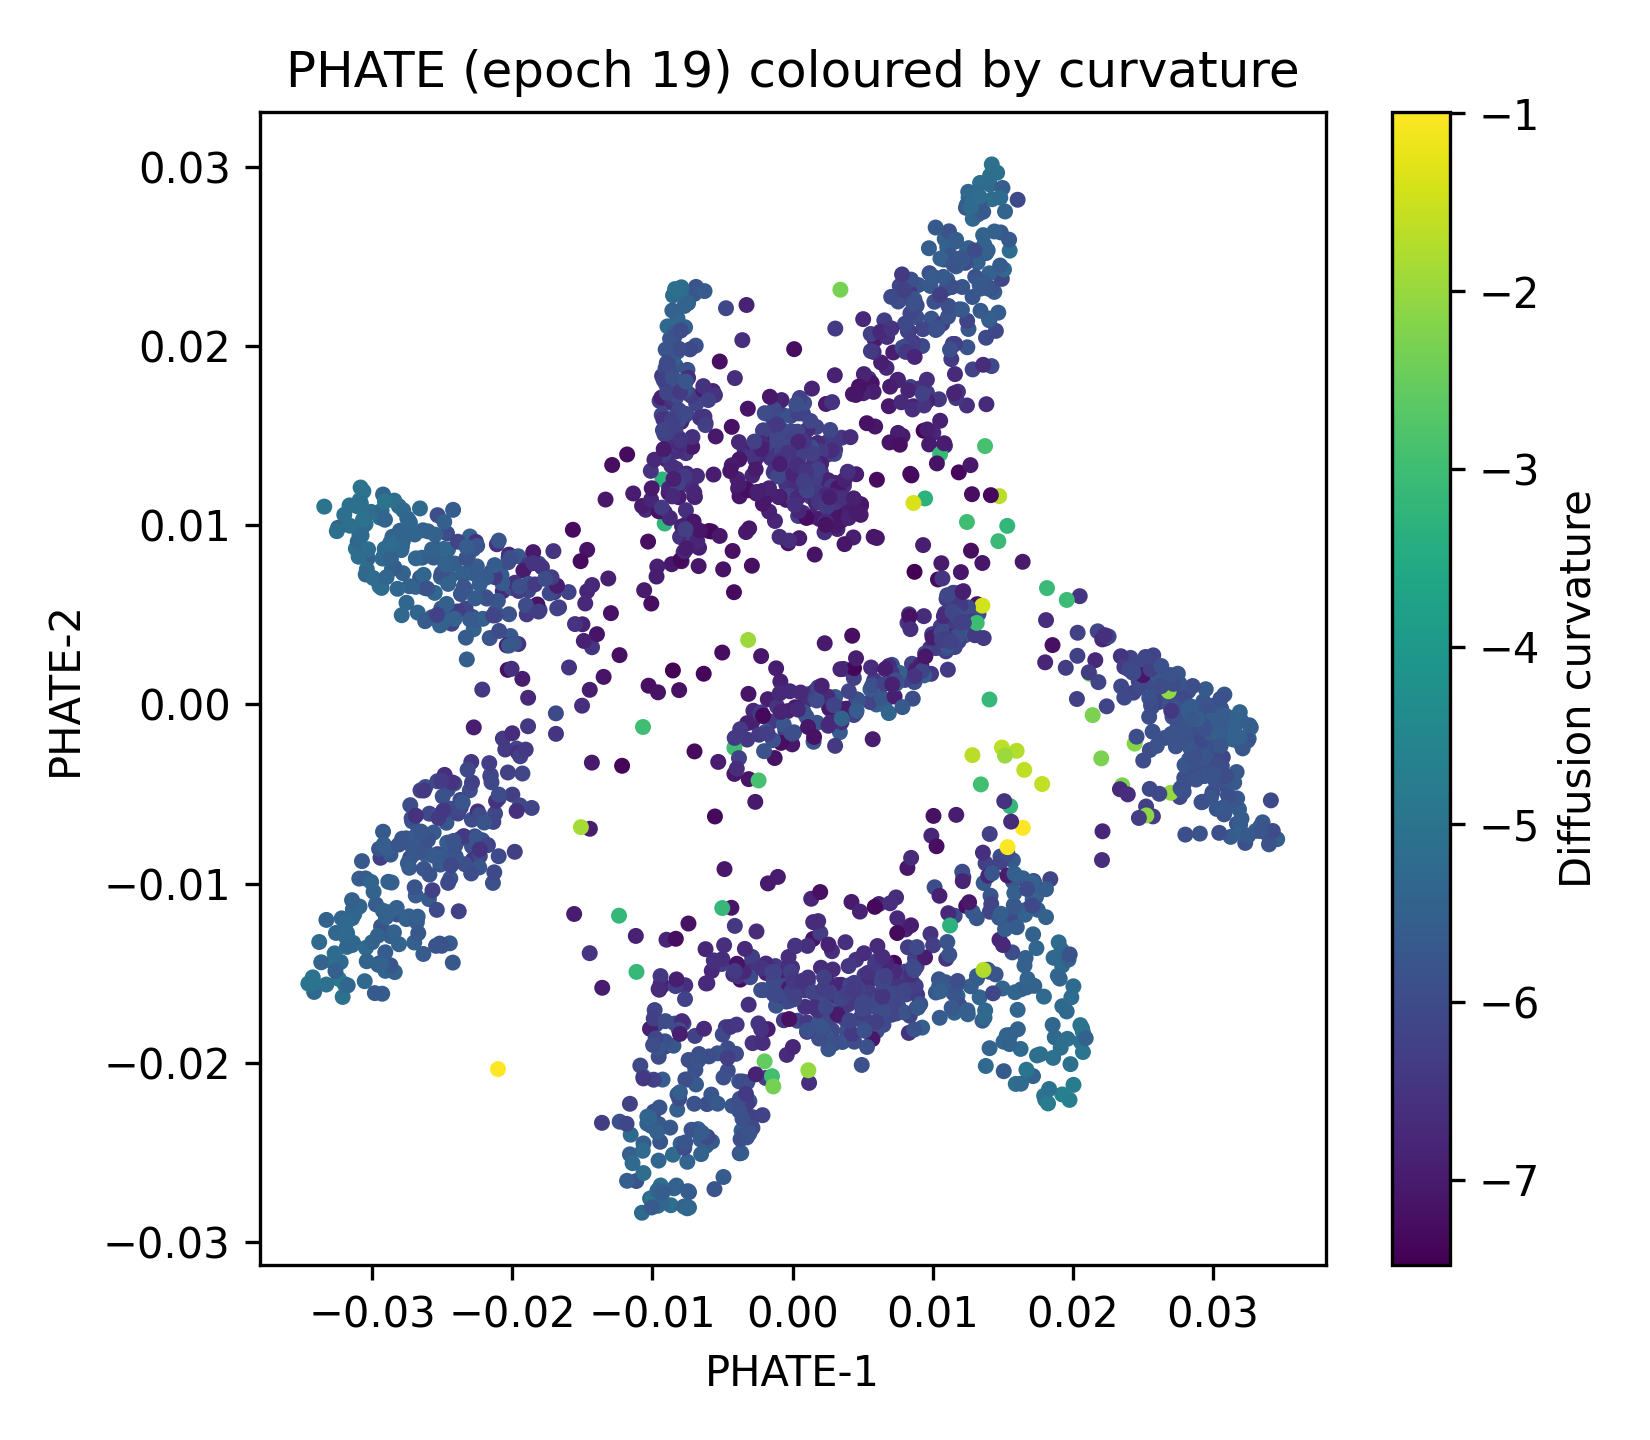 PHATE (epoch 19) coloured by curvature
0.03
0.02
0.01
0.00
−0.01
−0.02
−0.03
PHATE-2
−0.03 −0.02 −0.01 0.00 0.01 0.02 0.03
PHATE-1
−1
−2
−3
−4
−5
−6
−7
Diffusion curvature